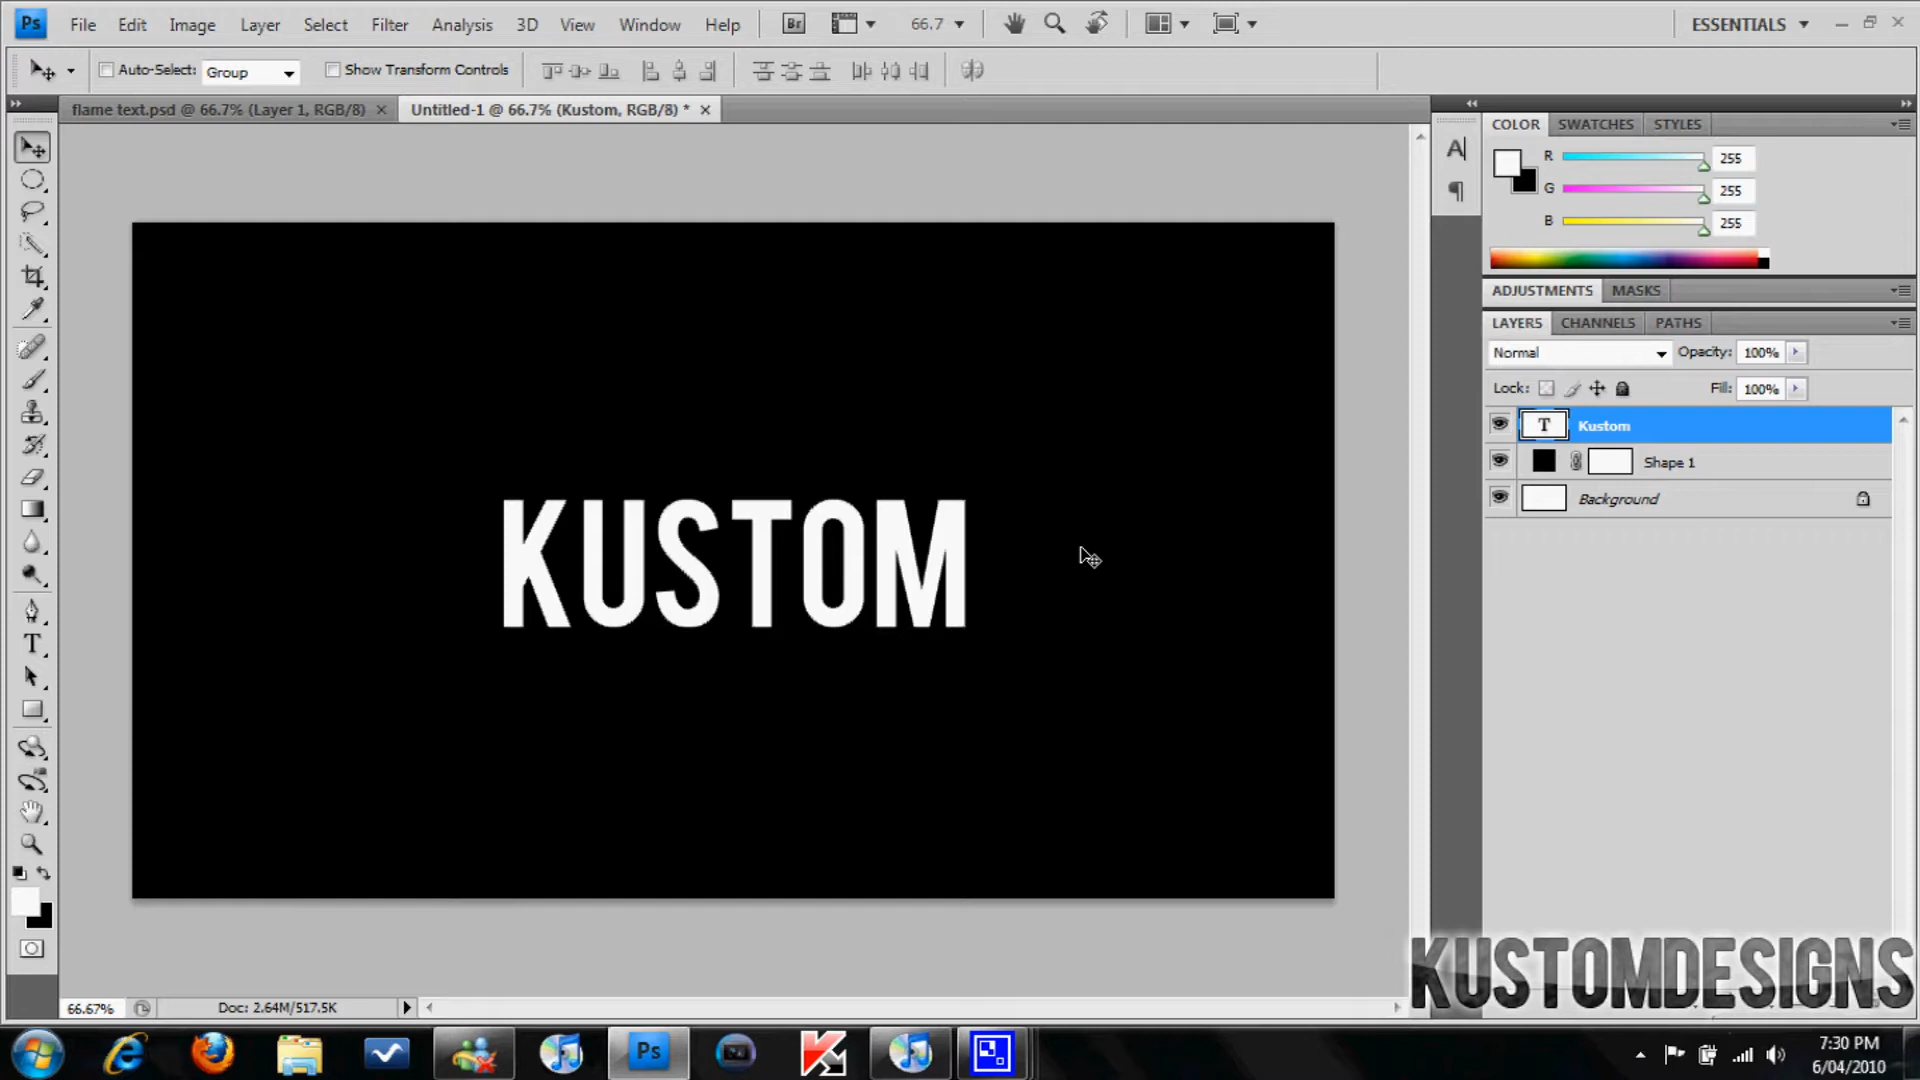 Ps File Edit Image Layer Select Filter Analysis 3D View Window Help Br 66.7 ESSENTIALS
Auto-Select: Group Show Transform Controls
flame text.psd @ 66.7% (Layer 1, RGB/8) Untitled-1 @ 66.7% (Kustom, RGB/8) *
COLOR SWATCHES STYLES
R 255
G 255
B 255
ADJUSTMENTS MASKS
LAYERS CHANNELS PATHS
Normal Opacity: 100%
Lock: Fill: 100%
T Kustom
Shape 1
Background
KUSTOM
KUSTOMDESIGNS
66.67% Doc: 2.64M/517.5K
Ps
7:30 PM
6/04/2010